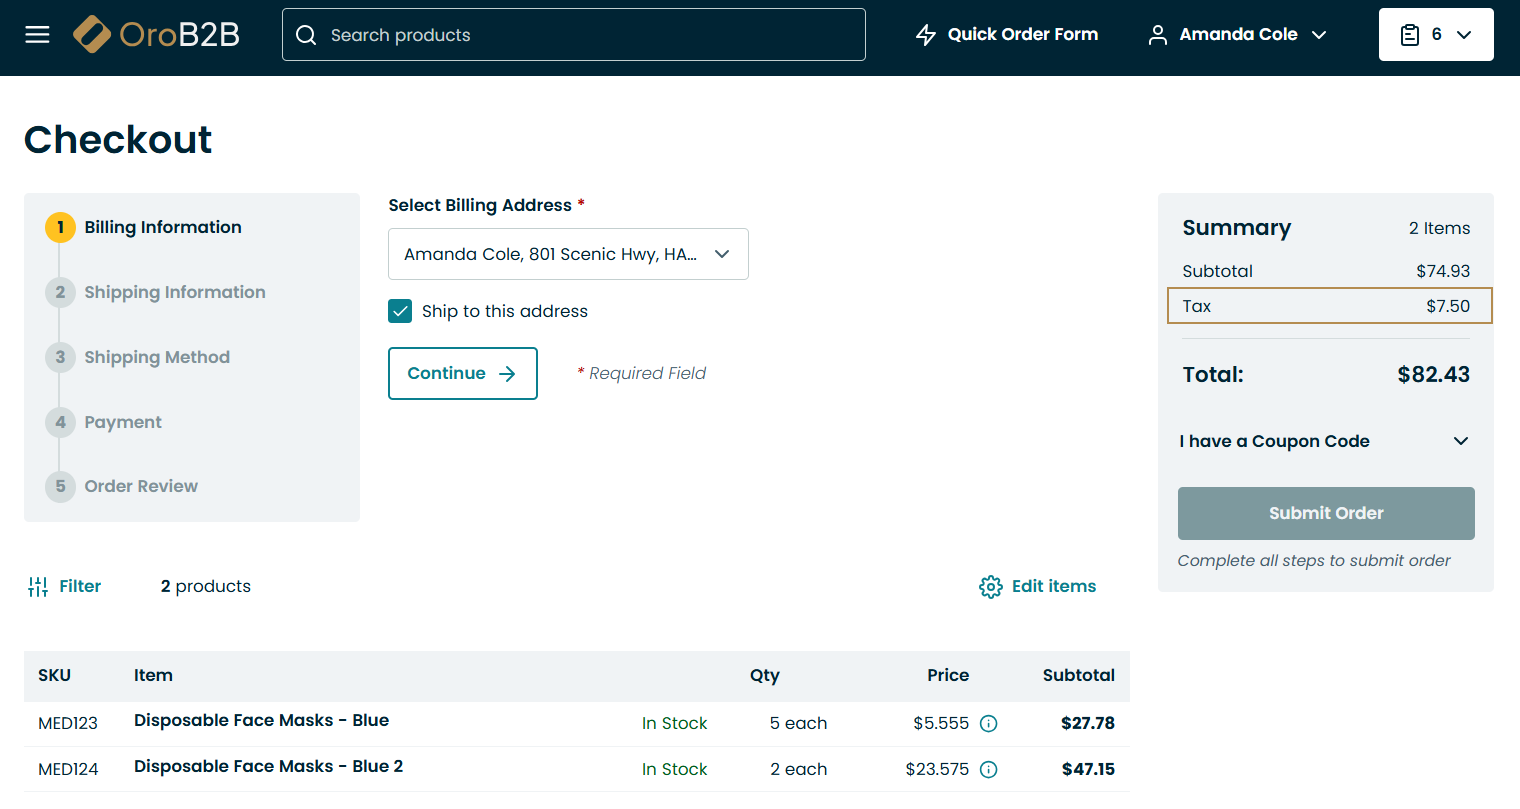 OroB2B Search products Quick Order Form Amanda Cole 6
Checkout
1 Billing Information
2 Shipping Information
3 Shipping Method
4 Payment
5 Order Review
Select Billing Address *
Amanda Cole, 801 Scenic Hwy, HA...
Ship to this address
Continue * Required Field
Summary 2 Items
Subtotal $74.93
Tax $7.50
Total: $82.43
I have a Coupon Code
Submit Order
Complete all steps to submit order
Filter 2 products Edit items
SKU Item Qty Price Subtotal
MED123 Disposable Face Masks - Blue In Stock 5 each $5.555 $27.78
MED124 Disposable Face Masks - Blue 2 In Stock 2 each $23.575 $47.15